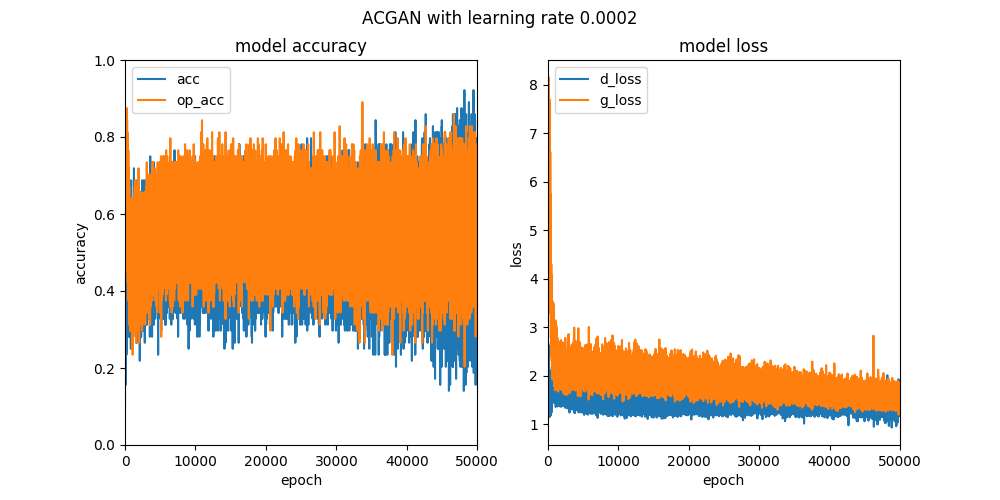 ACGAN with learning rate 0.0002
model accuracy
acc
op_acc
accuracy
1.0
0.8
0.6
0.4
0.2
0.0
0 10000 20000 30000 40000 50000
epoch
model loss
d_loss
g_loss
loss
8
7
6
5
4
3
2
1
0 10000 20000 30000 40000 50000
epoch